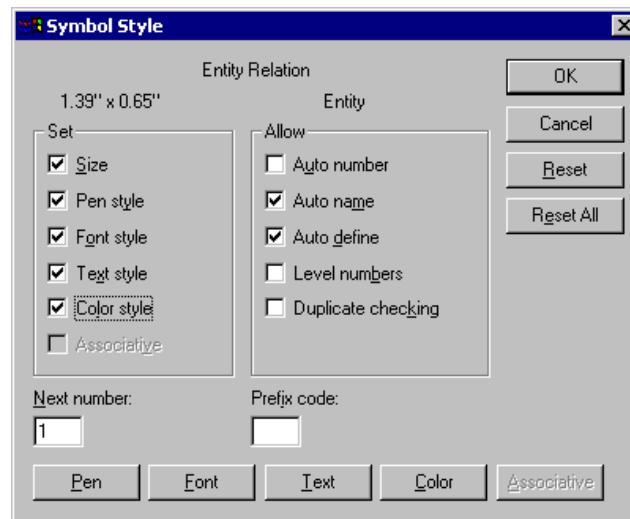 Symbol Style
Entity Relation
1.39" x 0.65"
Entity
OK
Cancel
Reset
Reset All
Set
Size
Pen style
Font style
Text style
Color style
Associative
Allow
Auto number
Auto name
Auto define
Level numbers
Duplicate checking
Next number:
1
Prefix code:
Pen
Font
Text
Color
Associative